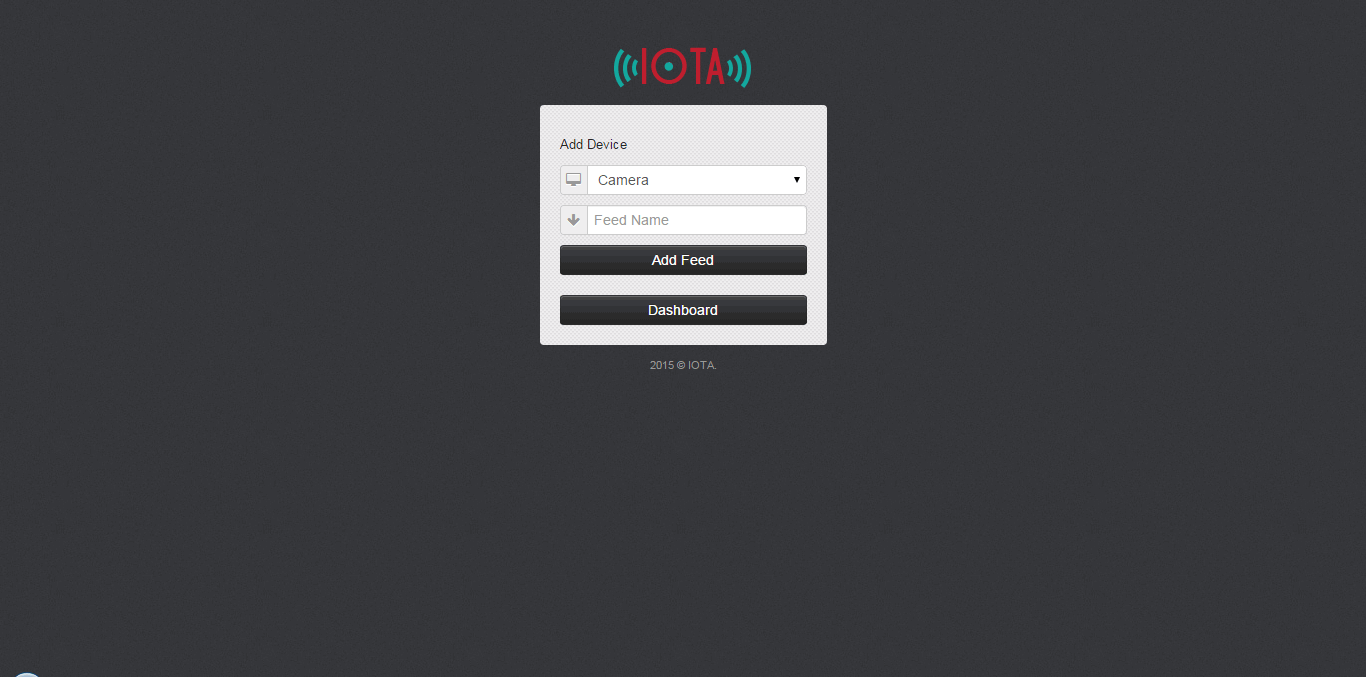 IOTA
Add Device
Camera
Feed Name
Add Feed
Dashboard
2015 © IOTA.